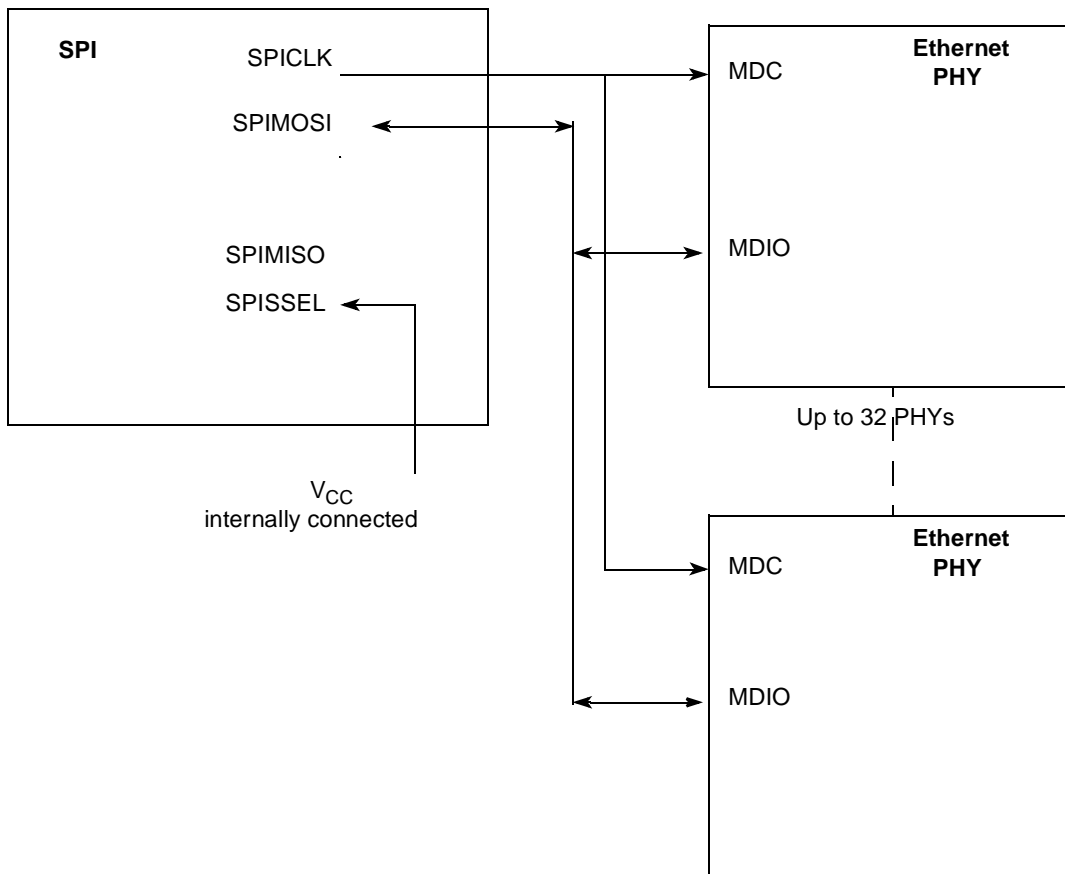 SPI
SPICLK
SPIMOSI
SPIMISO
SPISSEL
VCC
internally connected
Ethernet
PHY
MDC
MDIO
Up to 32 PHYs
Ethernet
PHY
MDC
MDIO